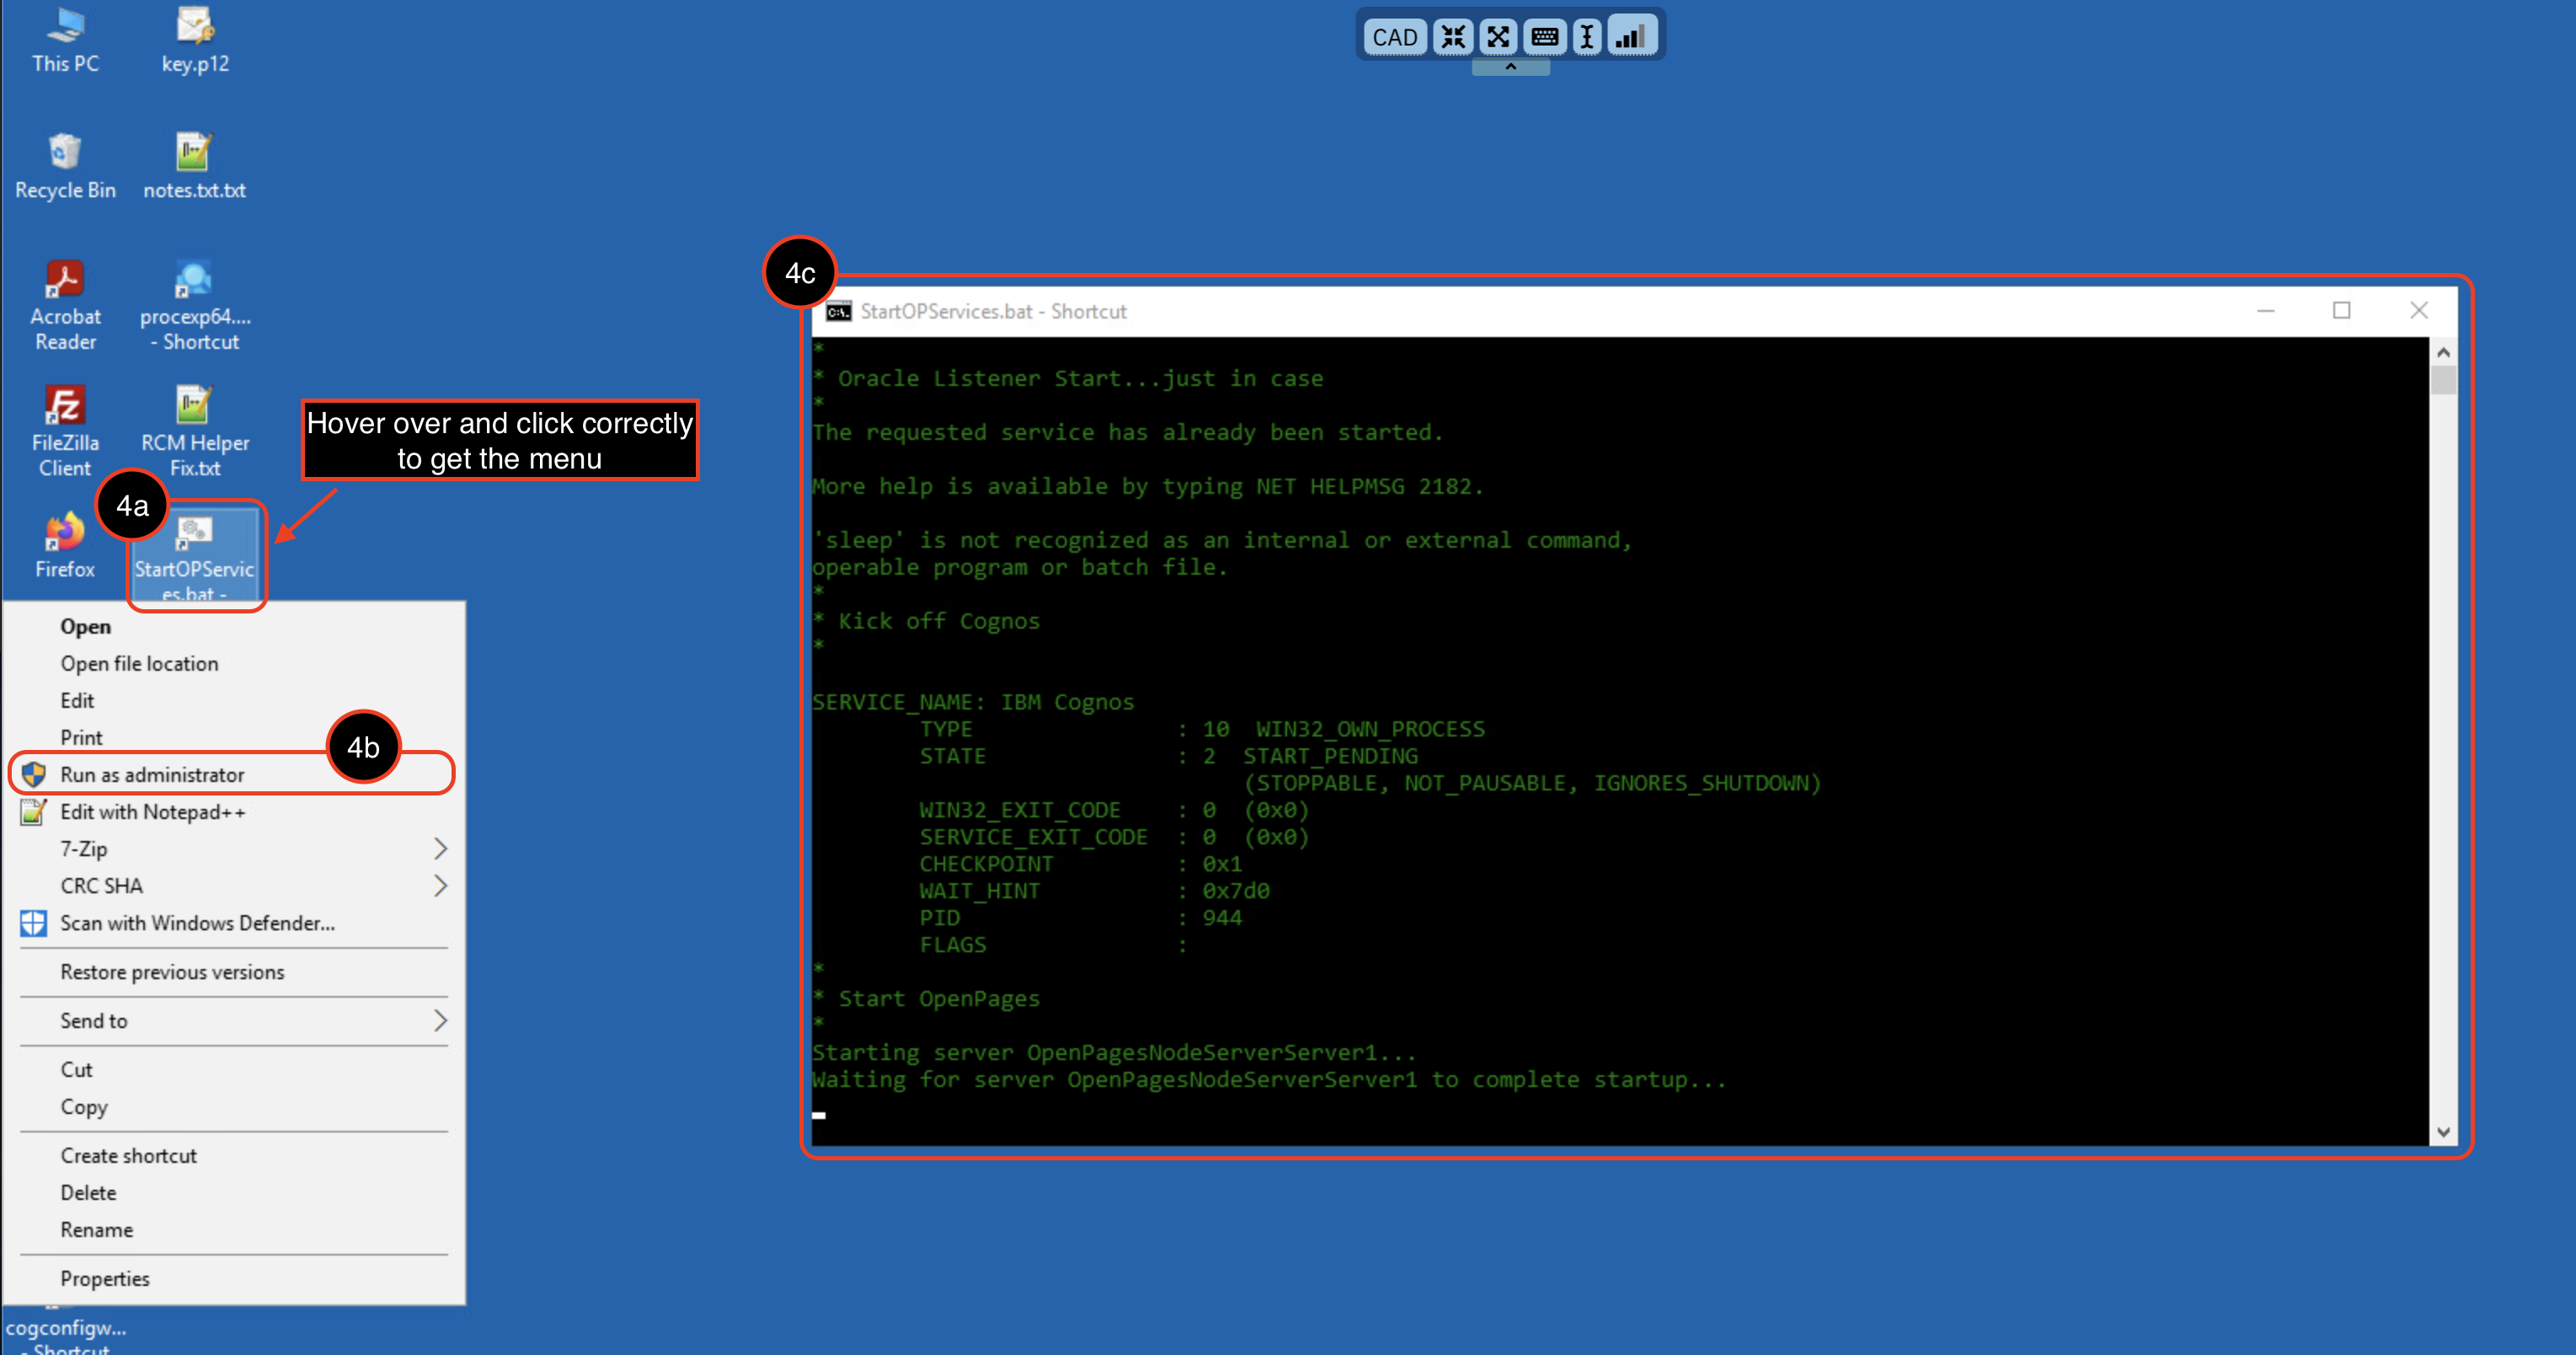 CAD
This PC
key.p12
Recycle Bin
notes.txt.txt
Acrobat
Reader
procexp64....
- Shortcut
FileZilla
Client
RCM Helper
Fix.txt
Hover over and click correctly
to get the menu
4a
Firefox
StartOPServic
es.bat -
Open
Open file location
Edit
Print
4b
Run as administrator
Edit with Notepad++
7-Zip
CRC SHA
Scan with Windows Defender...
Restore previous versions
Send to
Cut
Copy
Create shortcut
Delete
Rename
Properties
cogconfigw...
- Shortcut
4c
C:\.
StartOPServices.bat - Shortcut
*
* Oracle Listener Start...just in case
*
The requested service has already been started.
More help is available by typing NET HELPMSG 2182.
'sleep' is not recognized as an internal or external command,
operable program or batch file.
*
* Kick off Cognos
*
SERVICE_NAME: IBM Cognos
TYPE : 10 WIN32_OWN_PROCESS
STATE : 2 START_PENDING
(STOPPABLE, NOT_PAUSABLE, IGNORES_SHUTDOWN)
WIN32_EXIT_CODE : 0 (0x0)
SERVICE_EXIT_CODE : 0 (0x0)
CHECKPOINT : 0x1
WAIT_HINT : 0x7d0
PID : 944
FLAGS :
*
* Start OpenPages
*
Starting server OpenPagesNodeServerServer1...
Waiting for server OpenPagesNodeServerServer1 to complete startup...